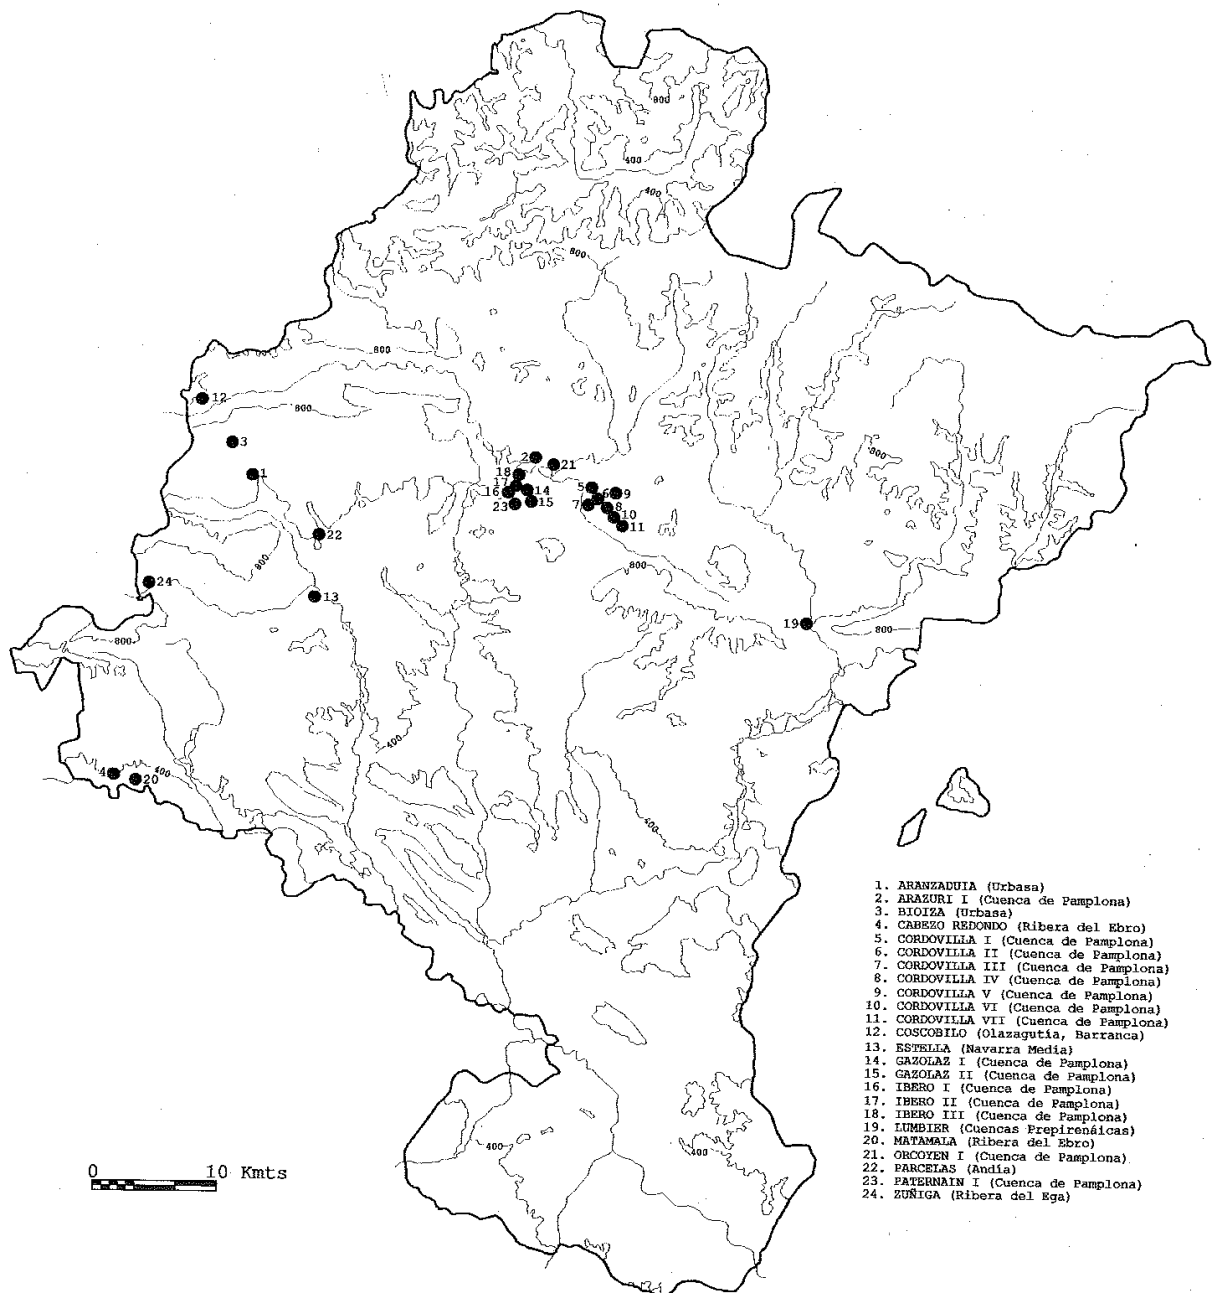 800
400
400
800
800
12
800
3
800
2
21
1
18
17
14
5
6
9
16
7
8
23
15
10
22
11
800
800
24
13
19
800
800
400
4
20
400
400
1. ARANZADUIA (Urbasa)
2. ARAZURI I (Cuenca de Pamplona)
3. BIOIZA (Urbasa)
4. CABEZO REDONDO (Ribera del Ebro)
5. CORDOVILLA I (Cuenca de Pamplona)
6. CORDOVILLA II (Cuenca de Pamplona)
7. CORDOVILLA III (Cuenca de Pamplona)
8. CORDOVILLA IV (Cuenca de Pamplona)
9. CORDOVILLA V (Cuenca de Pamplona)
10. CORDOVILLA VI (Cuenca de Pamplona)
11. CORDOVILLA VII (Cuenca de Pamplona)
12. COSCOBILO (Olazagutia, Barranca)
13. ESTELLA (Navarra Media)
14. GAZOLAZ I (Cuenca de Pamplona)
15. GAZOLAZ II (Cuenca de Pamplona)
16. IBERO I (Cuenca de Pamplona)
17. IBERO II (Cuenca de Pamplona)
18. IBERO III (Cuenca de Pamplona)
19. LUMBIER (Cuencas Prepirenáicas)
20. MATAMALA (Ribera del Ebro)
21. ORCOYEN I (Cuenca de Pamplona)
22. PARCELAS (Andia)
23. PATERNAIN I (Cuenca de Pamplona)
24. ZUÑIGA (Ribera del Ega)
400
400
0 10 Kmts